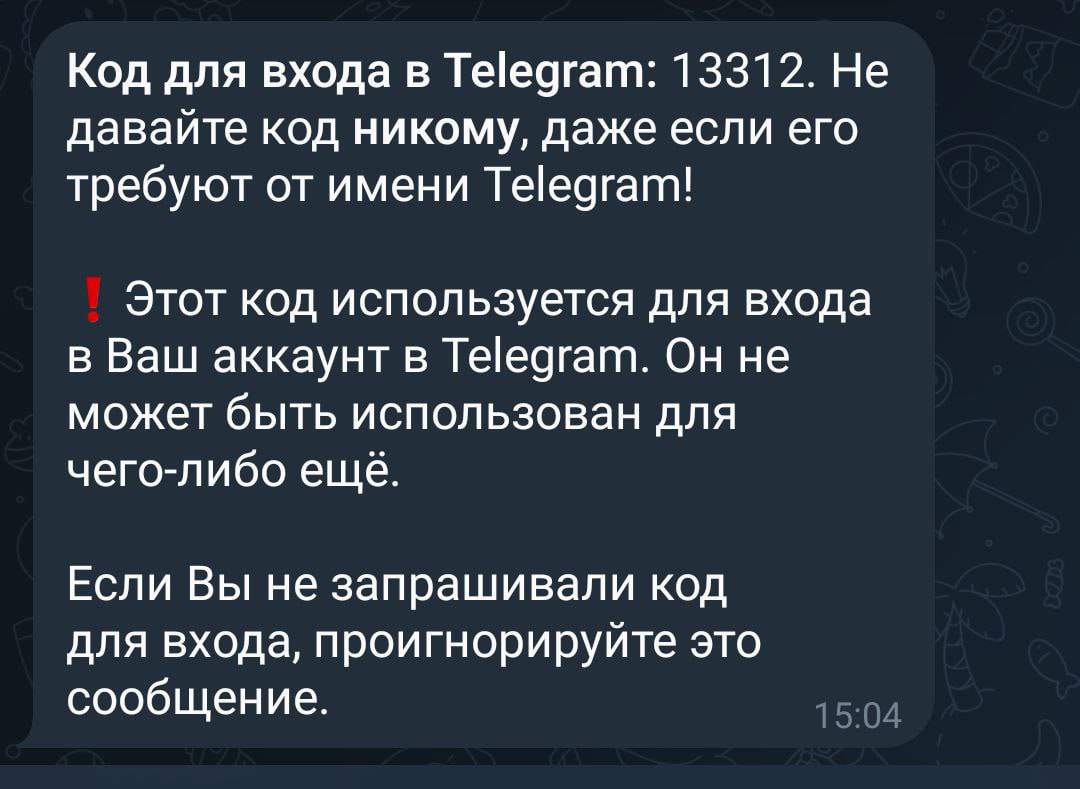 Код для входа в Telegram: 13312. Не
давайте код никому, даже если его
требуют от имени Telegram!
❗ Этот код используется для входа
в Ваш аккаунт в Telegram. Он не
может быть использован для
чего-либо ещё.
Если Вы не запрашивали код
для входа, проигнорируйте это
сообщение.
15:04